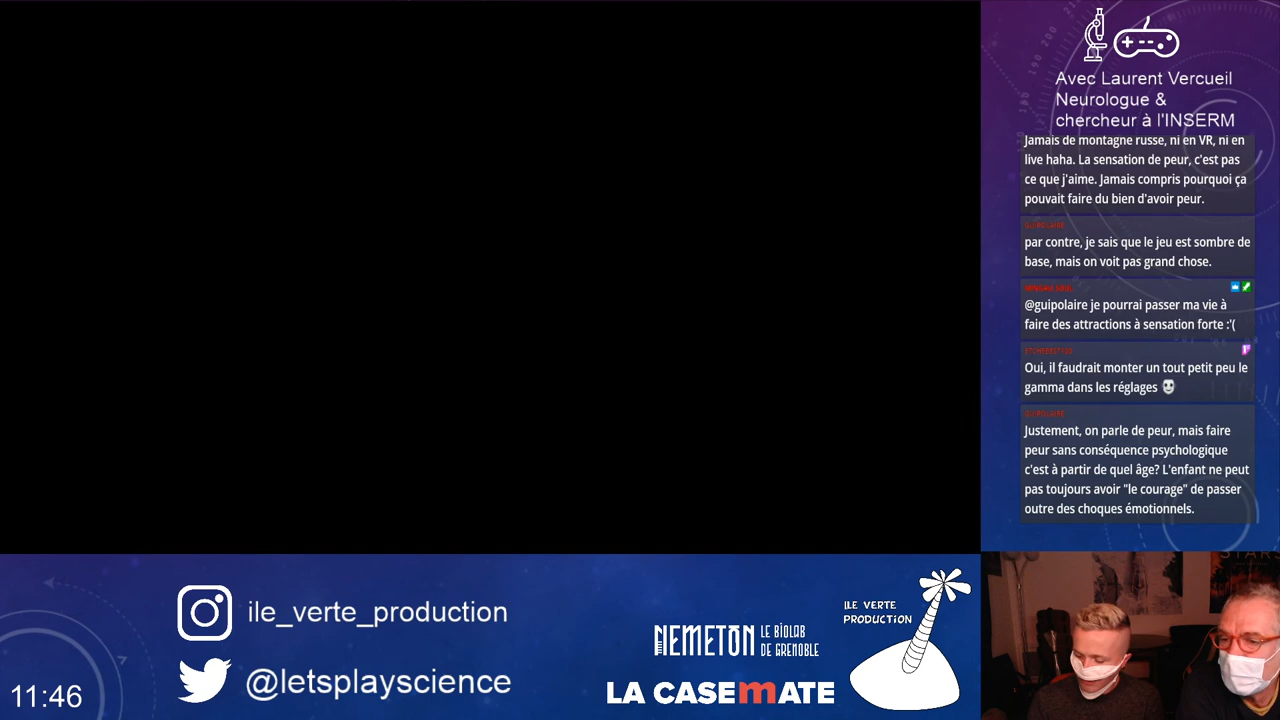 Avec Laurent Vercueil
Neurologue &
chercheur à l'INSERM
Jamais de montagne russe, ni en VR, ni en
live haha. La sensation de peur, c'est pas
ce que j'aime. Jamais compris pourquoi ça
pouvait faire du bien d'avoir peur.
GUIPOLAIRE
par contre, je sais que le jeu est sombre de
base, mais on voit pas grand chose.
@guipolaire je pourrai passer ma vie à
faire des attractions à sensation forte :'(
Oui, il faudrait monter un tout petit peu le
gamma dans les réglages
GUIPOLAIRE
Justement, on parle de peur, mais faire
peur sans conséquence psychologique
c'est à partir de quel âge? L'enfant ne peut
pas toujours avoir "le courage" de passer
outre des choques émotionnels.
ile_verte_production
@letsplayscience
11:46
NEMETON LE BIOLAB
DE GRENOBLE
LA CASEMATE
ILE VERTE
PRODUCTION
STARS